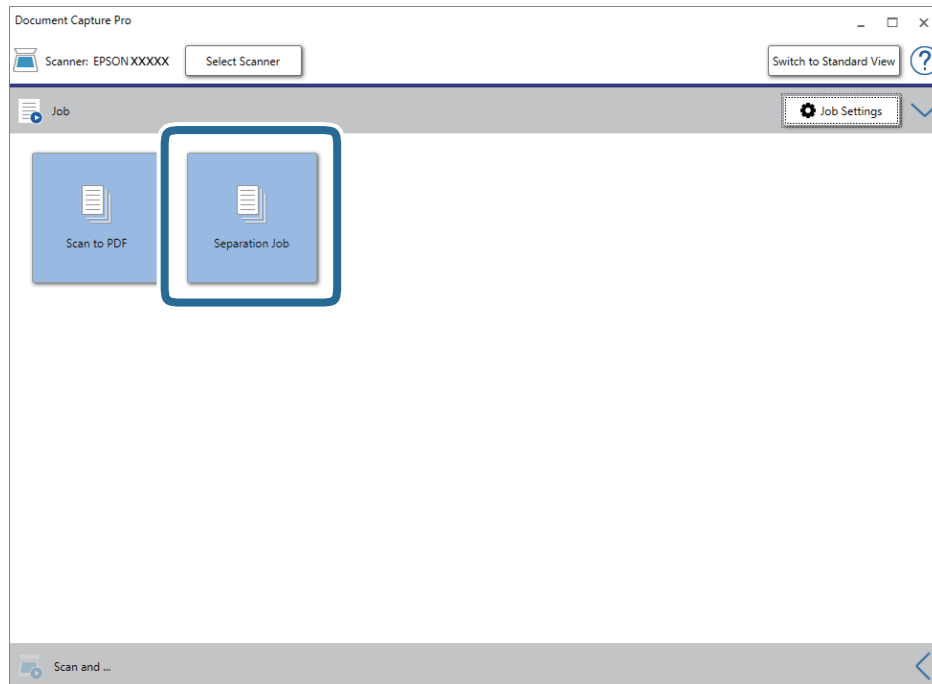 Document Capture Pro
Scanner: EPSON XXXXX Select Scanner Switch to Standard View ?
Job Job Settings
Scan to PDF Separation Job
Scan and ...